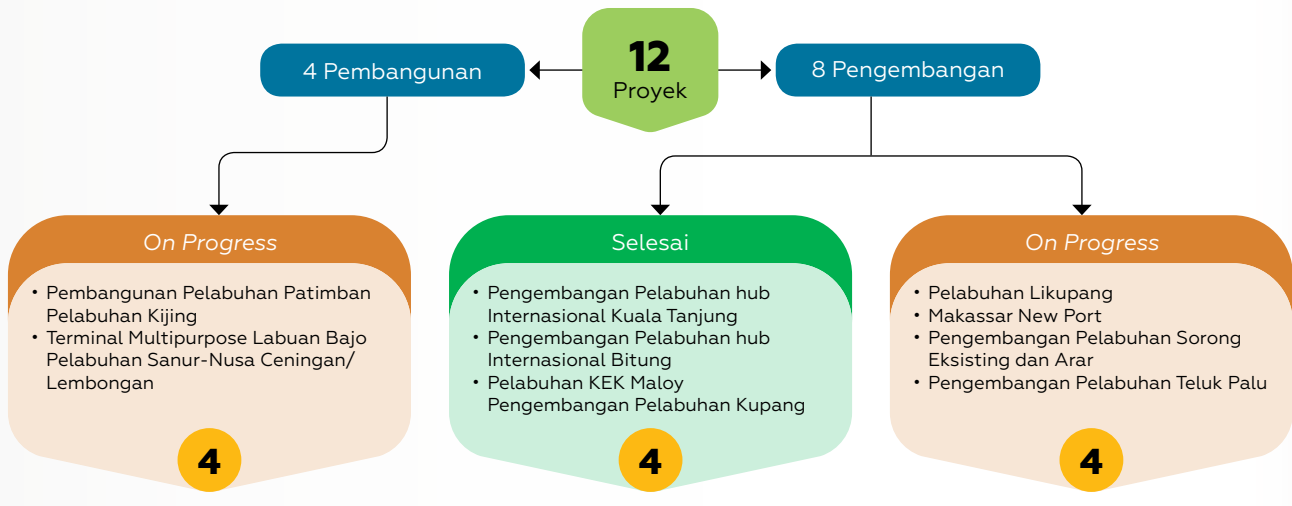 12
Proyek
4 Pembangunan
8 Pengembangan
On Progress
• Pembangunan Pelabuhan Patimban
Pelabuhan Kijing
• Terminal Multipurpose Labuan Bajo
Pelabuhan Sanur-Nusa Ceningan/
Lembongan
4
Selesai
• Pengembangan Pelabuhan hub
Internasional Kuala Tanjung
• Pengembangan Pelabuhan hub
Internasional Bitung
• Pelabuhan KEK Maloy
Pengembangan Pelabuhan Kupang
4
On Progress
• Pelabuhan Likupang
• Makassar New Port
• Pengembangan Pelabuhan Sorong
Eksisting dan Arar
• Pengembangan Pelabuhan Teluk Palu
4